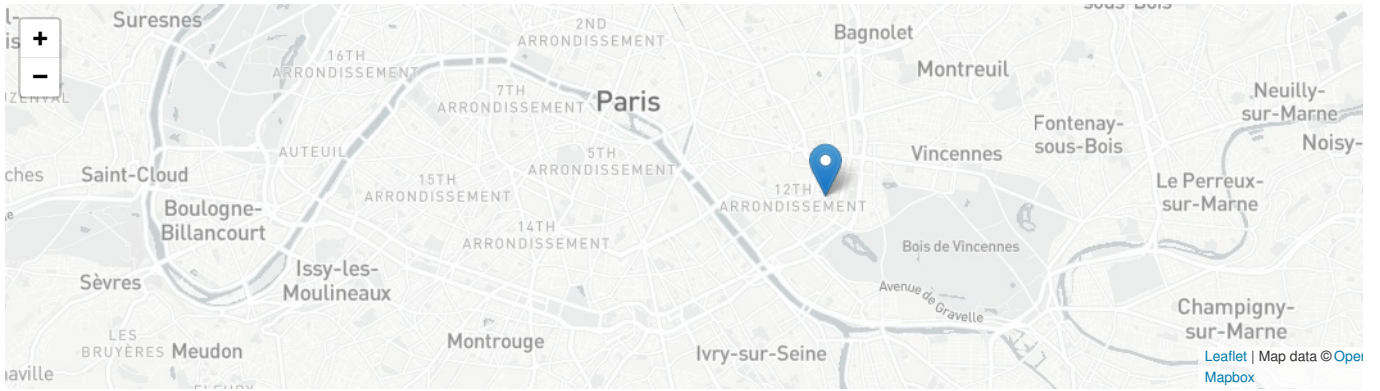 Suresnes
+
−
2ND
ARRONDISSEMENT
16TH
ARRONDISSEMENT
7TH
ARRONDISSEMENT
Paris
Bagnolet
Montreuil
Neuilly-
sur-Marne
Fontenay-
sous-Bois
Noisy-
AUTEUIL
5TH
ARRONDISSEMENT
Vincennes
Saint-Cloud
15TH
ARRONDISSEMENT
12TH
ARRONDISSEMENT
Le Perreux-
sur-Marne
Boulogne-
Billancourt
14TH
ARRONDISSEMENT
Bois de Vincennes
Sèvres
Issy-les-
Moulineaux
Avenue de Gravelle
Champigny-
sur-Marne
LES
BRUYÈRES
Meudon
Montrouge
Ivry-sur-Seine
Leaflet | Map data © Open
Mapbox